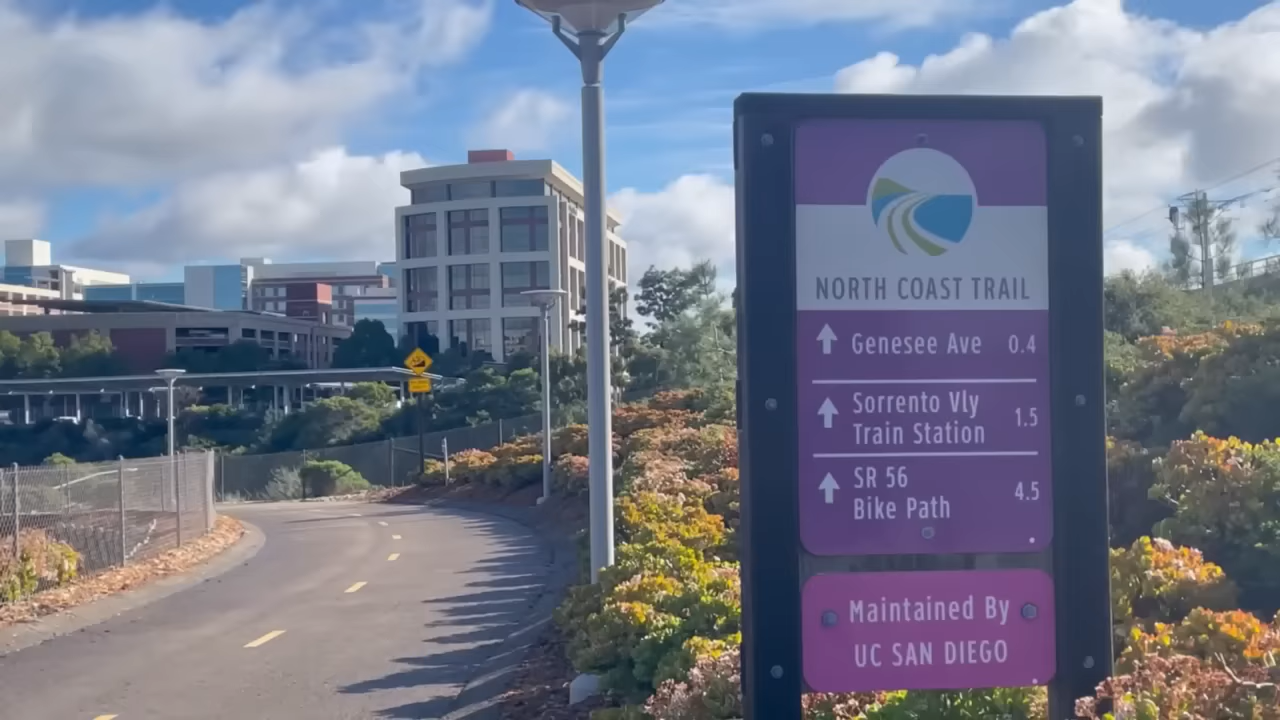 NORTH COAST TRAIL
Genesee Ave 0.4
Sorrento Vly
Train Station 1.5
SR 56
Bike Path 4.5
Maintained By
UC SAN DIEGO